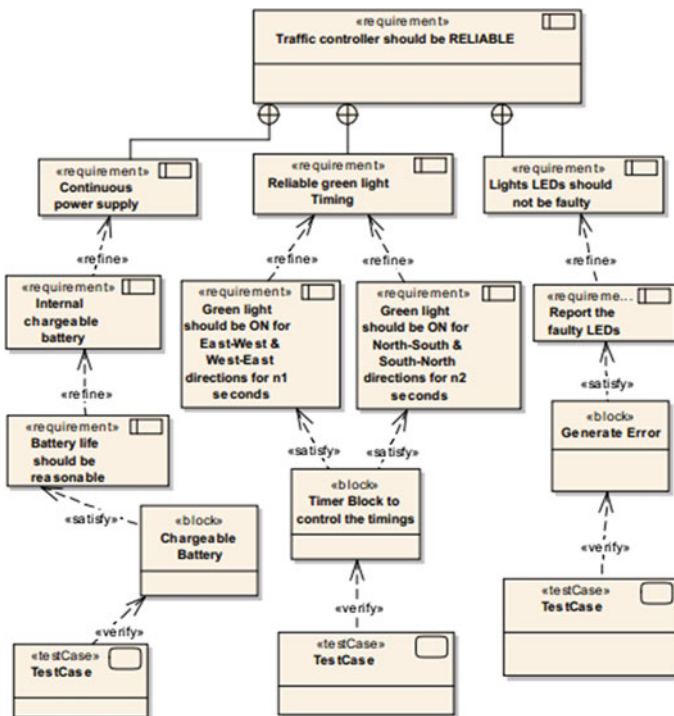 «requirement»
Traffic controller should be RELIABLE
«requirement»
Continuous
power supply
«requirement»
Reliable green light
Timing
«requirement»
Lights LEDs should
not be faulty
«refine»
«refine»
«refine»
«refine»
«requirement»
Internal
chargeable
battery
«requirement»
Green light
should be ON for
East-West &
West-East
directions for n1
seconds
«requirement»
Green light
should be ON for
North-South &
South-North
directions for n2
seconds
«requireme...
Report the
faulty LEDs
«refine»
«satisfy»
«requirement»
Battery life
should be
reasonable
«block»
Generate Error
«satisfy»
«satisfy»
«block»
Timer Block to
control the timings
«satisfy»
«block»
Chargeable
Battery
«verify»
«verify»
«verify»
«testCase»
TestCase
«testCase»
TestCase
«testCase»
TestCase